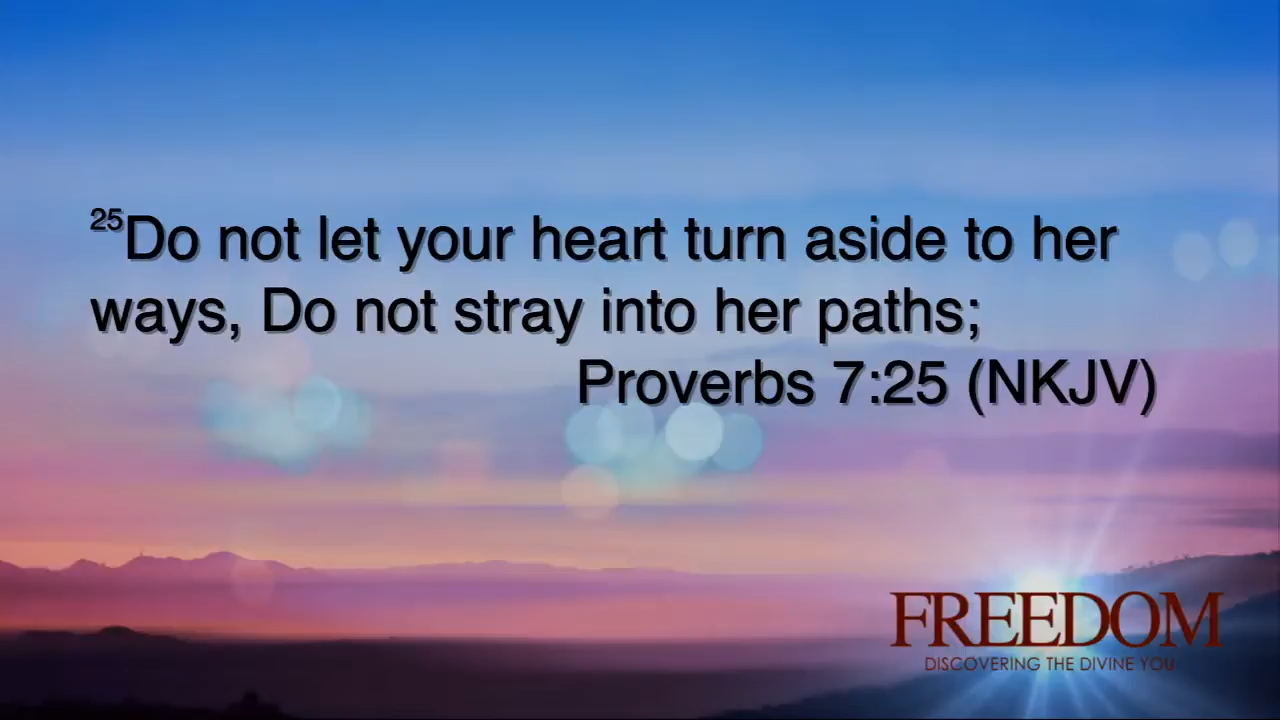 25Do not let your heart turn aside to her
ways, Do not stray into her paths;
Proverbs 7:25 (NKJV)
FREEDOM
DISCOVERING THE DIVINE YOU